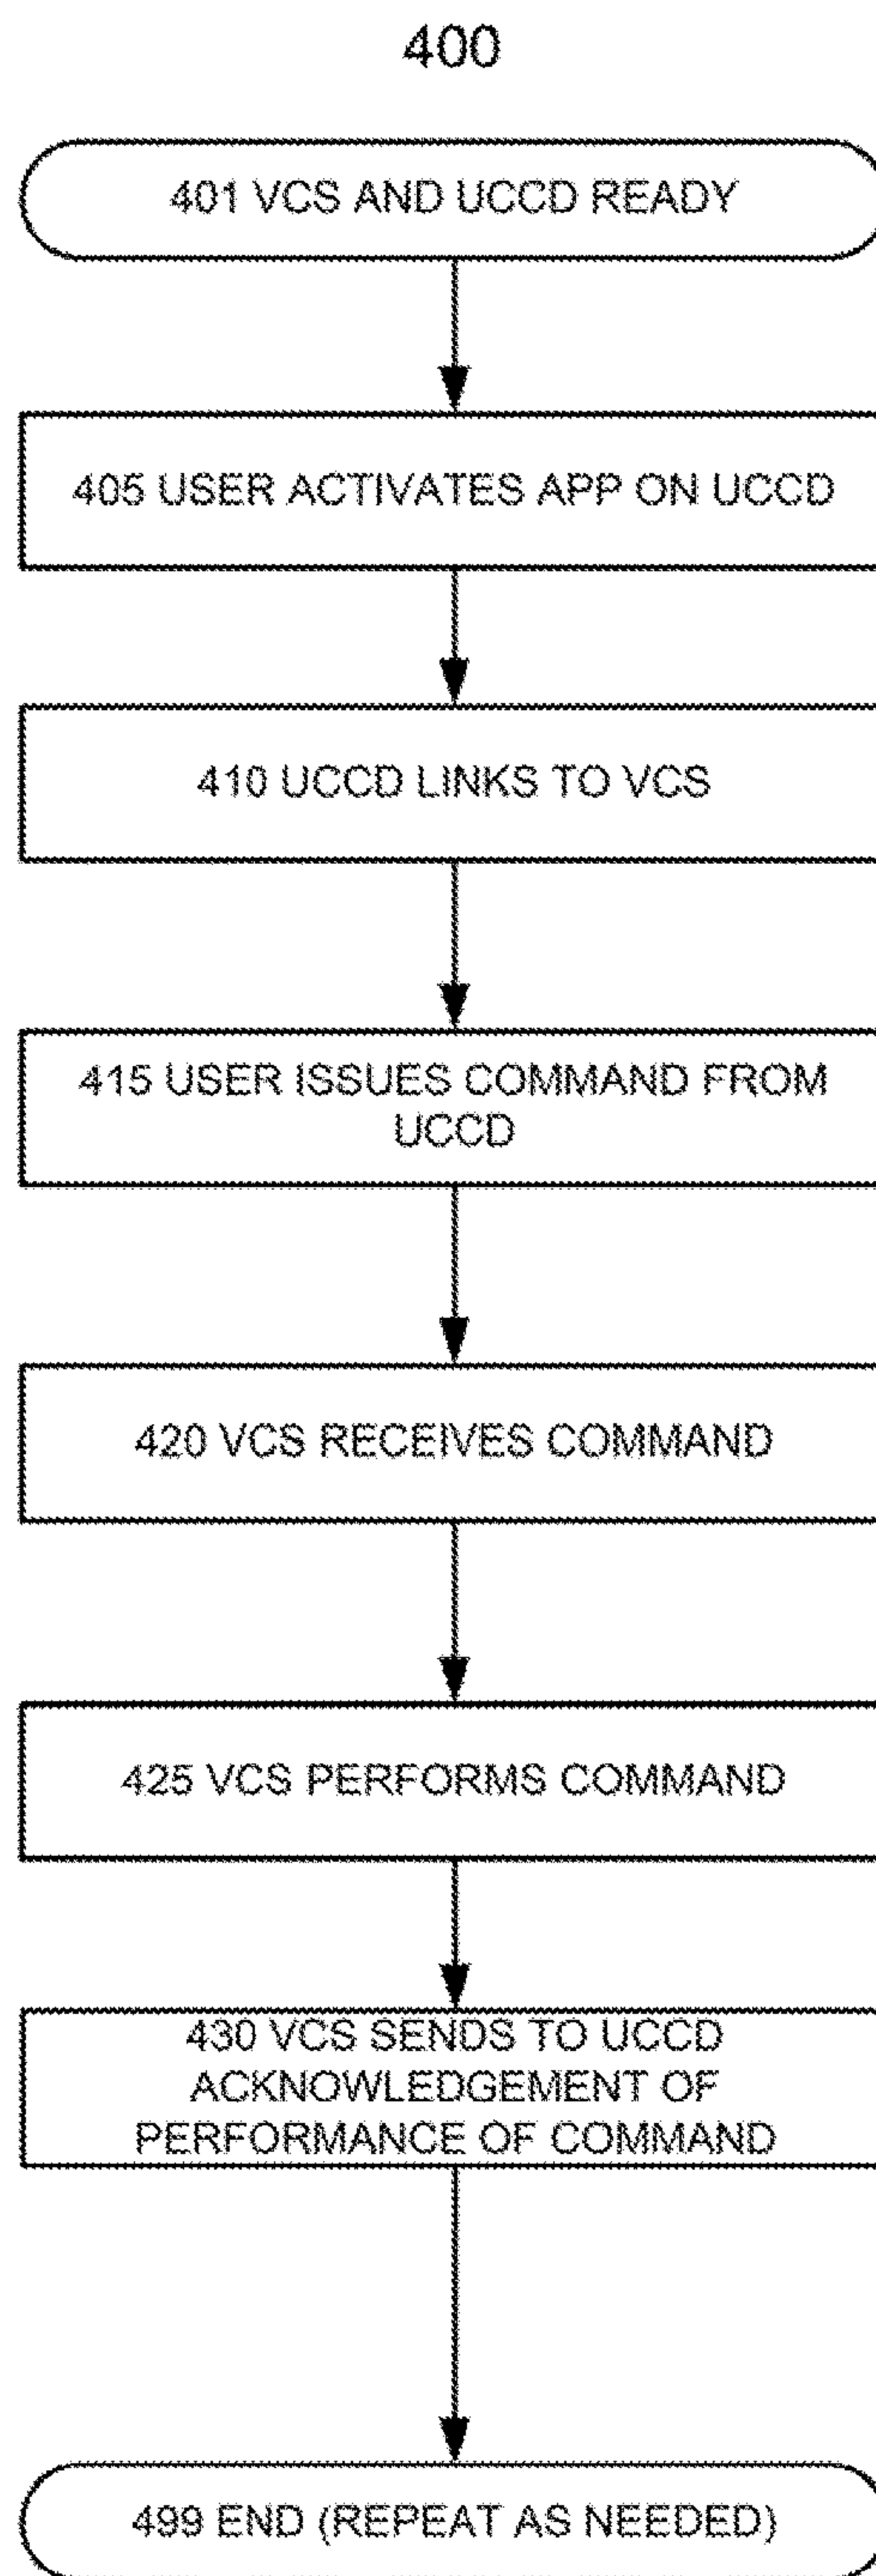 400
401 VCS AND UCCD READY
405 USER ACTIVATES APP ON UCCD
410 UCCD LINKS TO VCS
415 USER ISSUES COMMAND FROM
UCCD
420 VCS RECEIVES COMMAND
425 VCS PERFORMS COMMAND
430 VCS SENDS TO UCCD
ACKNOWLEDGEMENT OF
PERFORMANCE OF COMMAND
499 END (REPEAT AS NEEDED)